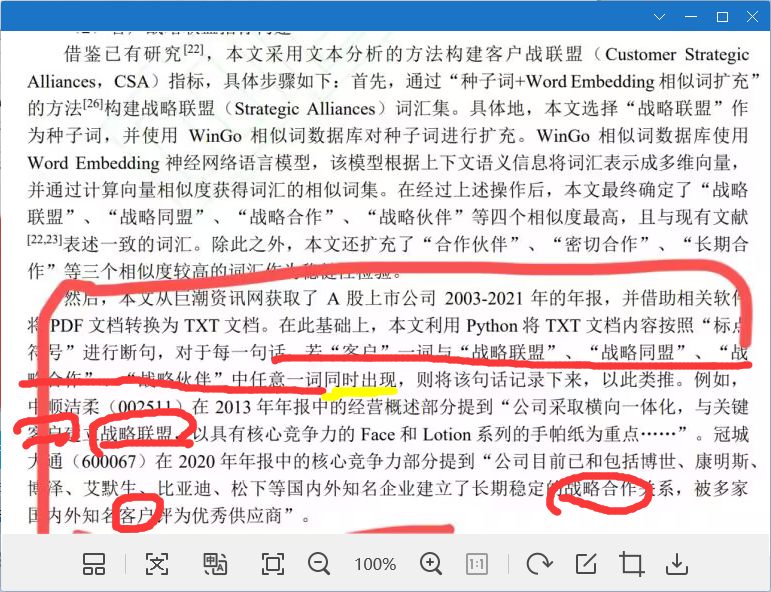 借鉴已有研究[22]，本文采用文本分析的方法构建客户战联盟（Customer Strategic
Alliances，CSA）指标，具体步骤如下：首先，通过“种子词+Word Embedding 相似词扩充”
的方法[26]构建战略联盟（Strategic Alliances）词汇集。具体地，本文选择“战略联盟”作
为种子词，并使用 WinGo 相似词数据库对种子词进行扩充。WinGo 相似词数据库使用
Word Embedding 神经网络语言模型，该模型根据上下文语义信息将词汇表示成多维向量，
并通过计算向量相似度获得词汇的相似词集。在经过上述操作后，本文最终确定了“战略
联盟”、“战略同盟”、“战略合作”、“战略伙伴”等四个相似度最高，且与现有文献
[22,23]表述一致的词汇。除此之外，本文还扩充了“合作伙伴”、“密切合作”、“长期合
作”等三个相似度较高的词汇作为稳健性检验。
然后，本文从巨潮资讯网获取了 A 股上市公司 2003-2021 年的年报，并借助相关软件
将 PDF 文档转换为 TXT 文档。在此基础上，本文利用 Python 将 TXT 文档内容按照“标点
符号”进行断句，对于每一句话，若“客户”一词与“战略联盟”、“战略同盟”、“战
略合作”、“战略伙伴”中任意一词同时出现，则将该句话记录下来，以此类推。例如，
中顺洁柔（002511）在 2013 年年报中的经营概述部分提到“公司采取横向一体化，与关键
客户建立战略联盟，以具有核心竞争力的 Face 和 Lotion 系列的手帕纸为重点……”。冠城
大通（600067）在 2020 年年报中的核心竞争力部分提到“公司目前已和包括博世、康明斯、
博泽、艾默生、比亚迪、松下等国内外知名企业建立了长期稳定的战略合作关系，被多家
国内外知名客户评为优秀供应商”。
100%
1:1